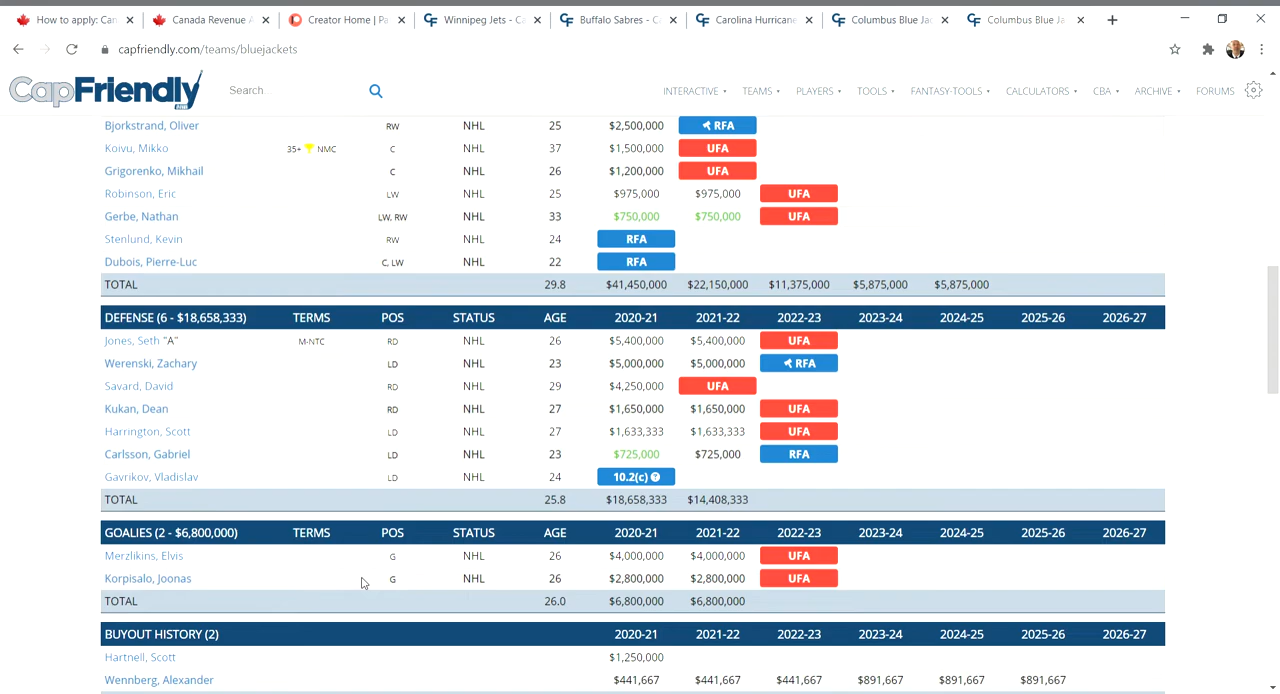 How to apply: Can
Canada Revenue A
Creator Home | Pa
Winnipeg Jets - Ca
Buffalo Sabres - C
Carolina Hurricane
Columbus Blue Jac
Columbus Blue Ja
capfriendly.com/teams/bluejackets
CapFriendly
Search...
INTERACTIVE TEAMS PLAYERS TOOLS FANTASY-TOOLS CALCULATORS CBA ARCHIVE FORUMS
Bjorkstrand, Oliver RW NHL 25 $2,500,000 RFA
Koivu, Mikko 35+ NMC C NHL 37 $1,500,000 UFA
Grigorenko, Mikhail C NHL 26 $1,200,000 UFA
Robinson, Eric LW NHL 25 $975,000 $975,000 UFA
Gerbe, Nathan LW, RW NHL 33 $750,000 $750,000 UFA
Stenlund, Kevin RW NHL 24 RFA
Dubois, Pierre-Luc C, LW NHL 22 RFA
TOTAL 29.8 $41,450,000 $22,150,000 $11,375,000 $5,875,000 $5,875,000
DEFENSE (6 - $18,658,333) TERMS POS STATUS AGE 2020-21 2021-22 2022-23 2023-24 2024-25 2025-26 2026-27
Jones, Seth "A" M-NTC RD NHL 26 $5,400,000 $5,400,000 UFA
Werenski, Zachary LD NHL 23 $5,000,000 $5,000,000 RFA
Savard, David RD NHL 29 $4,250,000 UFA
Kukan, Dean RD NHL 27 $1,650,000 $1,650,000 UFA
Harrington, Scott LD NHL 27 $1,633,333 $1,633,333 UFA
Carlsson, Gabriel LD NHL 23 $725,000 $725,000 RFA
Gavrikov, Vladislav LD NHL 24 10.2(c) ?
TOTAL 25.8 $18,658,333 $14,408,333
GOALIES (2 - $6,800,000) TERMS POS STATUS AGE 2020-21 2021-22 2022-23 2023-24 2024-25 2025-26 2026-27
Merzlikins, Elvis G NHL 26 $4,000,000 $4,000,000 UFA
Korpisalo, Joonas G NHL 26 $2,800,000 $2,800,000 UFA
TOTAL 26.0 $6,800,000 $6,800,000
BUYOUT HISTORY (2) 2020-21 2021-22 2022-23 2023-24 2024-25 2025-26 2026-27
Hartnell, Scott $1,250,000
Wennberg, Alexander $441,667 $441,667 $441,667 $891,667 $891,667 $891,667